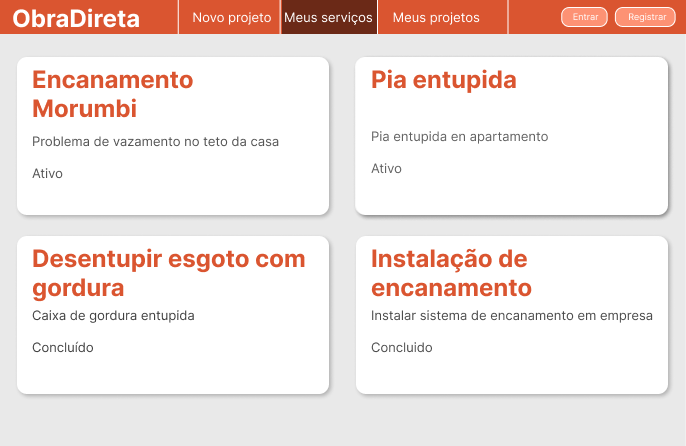 ObraDireta
Novo projeto
Meus serviços
Meus projetos
Entrar
Registrar
Encanamento
Morumbi
Problema de vazamento no teto da casa
Ativo
Pia entupida
Pia entupida en apartamento
Ativo
Desentupir esgoto com
gordura
Caixa de gordura entupida
Concluído
Instalação de
encanamento
Instalar sistema de encanamento em empresa
Concluido